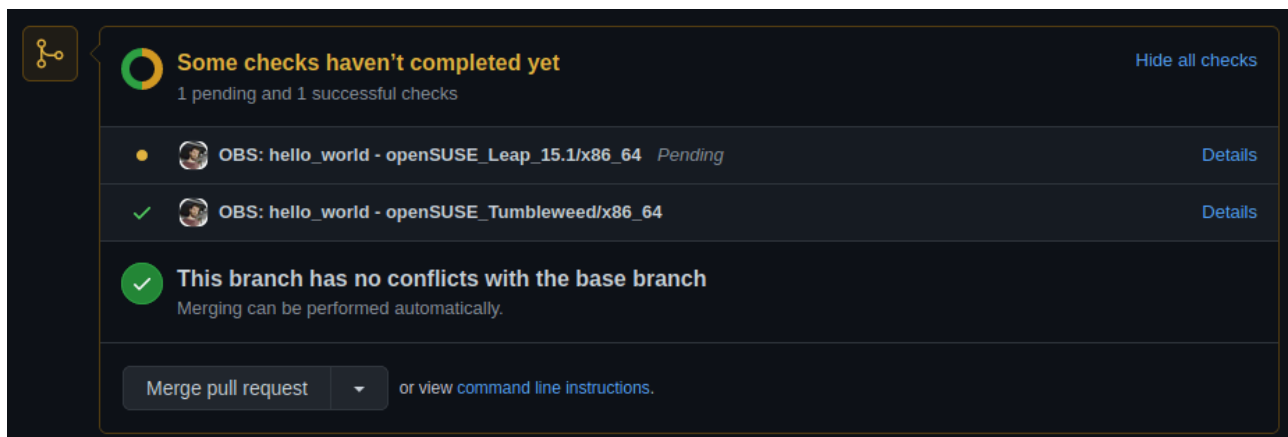 Some checks haven’t completed yet
Hide all checks
1 pending and 1 successful checks
OBS: hello_world - openSUSE_Leap_15.1/x86_64 Pending
Details
OBS: hello_world - openSUSE_Tumbleweed/x86_64
Details
This branch has no conflicts with the base branch
Merging can be performed automatically.
Merge pull request
or view command line instructions.